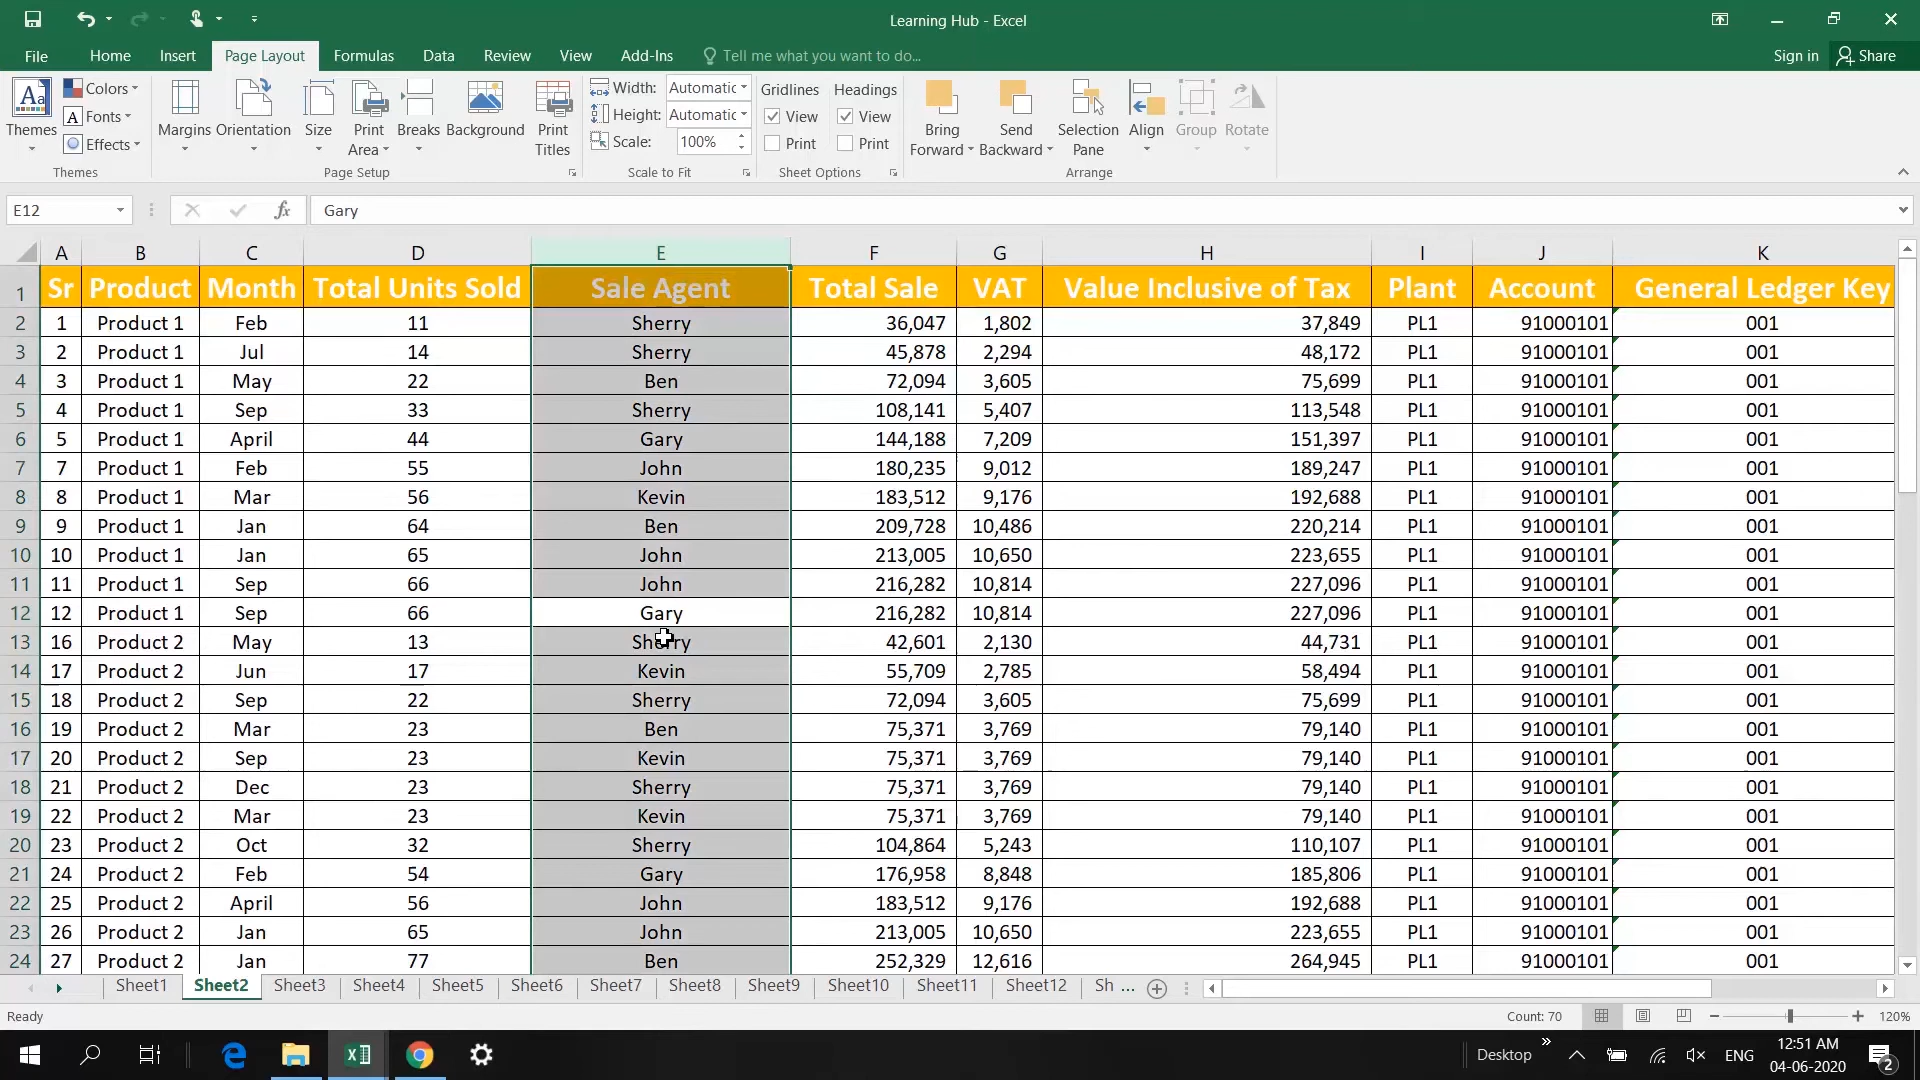 Learning Hub - Excel
File Home Insert Page Layout Formulas Data Review View Add-Ins Tell me what you want to do... Sign in Share
Themes Colors Fonts Effects
Margins Orientation Size Print Area Breaks Background Print Titles
Width: Automatic
Height: Automatic
Scale: 100%
Gridlines Headings
View View
Print Print
Bring Forward Send Backward Selection Pane Align Group Rotate
Themes Page Setup Scale to Fit Sheet Options Arrange
E12 fx Gary
A B C D E F G H I J K
1 Sr Product Month Total Units Sold Sale Agent Total Sale VAT Value Inclusive of Tax Plant Account General Ledger Key
2 1 Product 1 Feb 11 Sherry 36,047 1,802 37,849 PL1 91000101 001
3 2 Product 1 Jul 14 Sherry 45,878 2,294 48,172 PL1 91000101 001
4 3 Product 1 May 22 Ben 72,094 3,605 75,699 PL1 91000101 001
5 4 Product 1 Sep 33 Sherry 108,141 5,407 113,548 PL1 91000101 001
6 5 Product 1 April 44 Gary 144,188 7,209 151,397 PL1 91000101 001
7 7 Product 1 Feb 55 John 180,235 9,012 189,247 PL1 91000101 001
8 8 Product 1 Mar 56 Kevin 183,512 9,176 192,688 PL1 91000101 001
9 9 Product 1 Jan 64 Ben 209,728 10,486 220,214 PL1 91000101 001
10 10 Product 1 Jan 65 John 213,005 10,650 223,655 PL1 91000101 001
11 11 Product 1 Sep 66 John 216,282 10,814 227,096 PL1 91000101 001
12 12 Product 1 Sep 66 Gary 216,282 10,814 227,096 PL1 91000101 001
13 16 Product 2 May 13 Sherry 42,601 2,130 44,731 PL1 91000101 001
14 17 Product 2 Jun 17 Kevin 55,709 2,785 58,494 PL1 91000101 001
15 18 Product 2 Sep 22 Sherry 72,094 3,605 75,699 PL1 91000101 001
16 19 Product 2 Mar 23 Ben 75,371 3,769 79,140 PL1 91000101 001
17 20 Product 2 Sep 23 Kevin 75,371 3,769 79,140 PL1 91000101 001
18 21 Product 2 Dec 23 Sherry 75,371 3,769 79,140 PL1 91000101 001
19 22 Product 2 Mar 23 Kevin 75,371 3,769 79,140 PL1 91000101 001
20 23 Product 2 Oct 32 Sherry 104,864 5,243 110,107 PL1 91000101 001
21 24 Product 2 Feb 54 Gary 176,958 8,848 185,806 PL1 91000101 001
22 25 Product 2 April 56 John 183,512 9,176 192,688 PL1 91000101 001
23 26 Product 2 Jan 65 John 213,005 10,650 223,655 PL1 91000101 001
24 27 Product 2 Jan 77 Ben 252,329 12,616 264,945 PL1 91000101 001
Sheet1 Sheet2 Sheet3 Sheet4 Sheet5 Sheet6 Sheet7 Sheet8 Sheet9 Sheet10 Sheet11 Sheet12 Sh ...
Ready Count: 70 120%
Desktop ENG 12:51 AM
04-06-2020 2